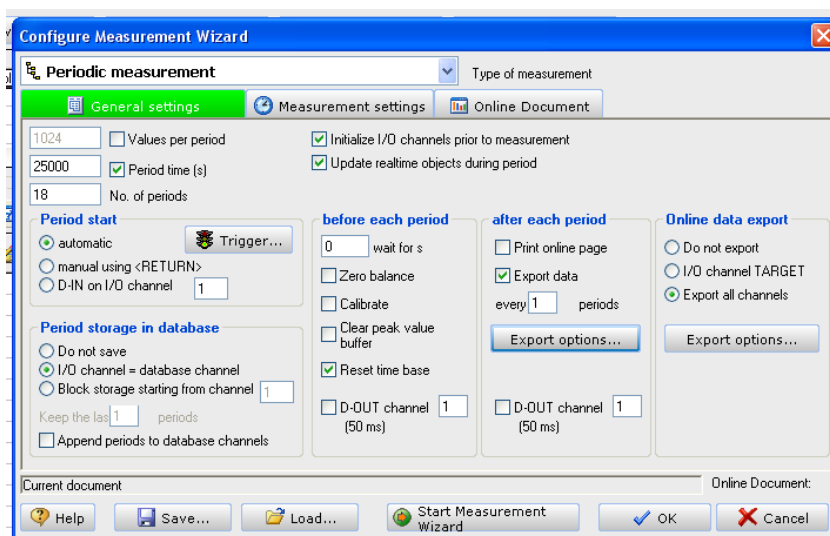 Configure Measurement Wizard
Periodic measurement
Type of measurement
General settings
Measurement settings
Online Document
1024
Values per period
Initialize I/O channels prior to measurement
25000
Period time (s)
Update realtime objects during period
18
No. of periods
Period start
automatic
Trigger...
manual using <RETURN>
D-IN on I/O channel
1
Period storage in database
Do not save
I/O channel = database channel
Block storage starting from channel
1
Keep the las 1 periods
Append periods to database channels
before each period
0
wait for s
Zero balance
Calibrate
Clear peak value
buffer
Reset time base
D-OUT channel
1
(50 ms)
after each period
Print online page
Export data
every 1 periods
Export options...
D-OUT channel
1
(50 ms)
Online data export
Do not export
I/O channel TARGET
Export all channels
Export options...
Current document
Online Document:
Help
Save...
Load...
Start Measurement
Wizard
OK
Cancel